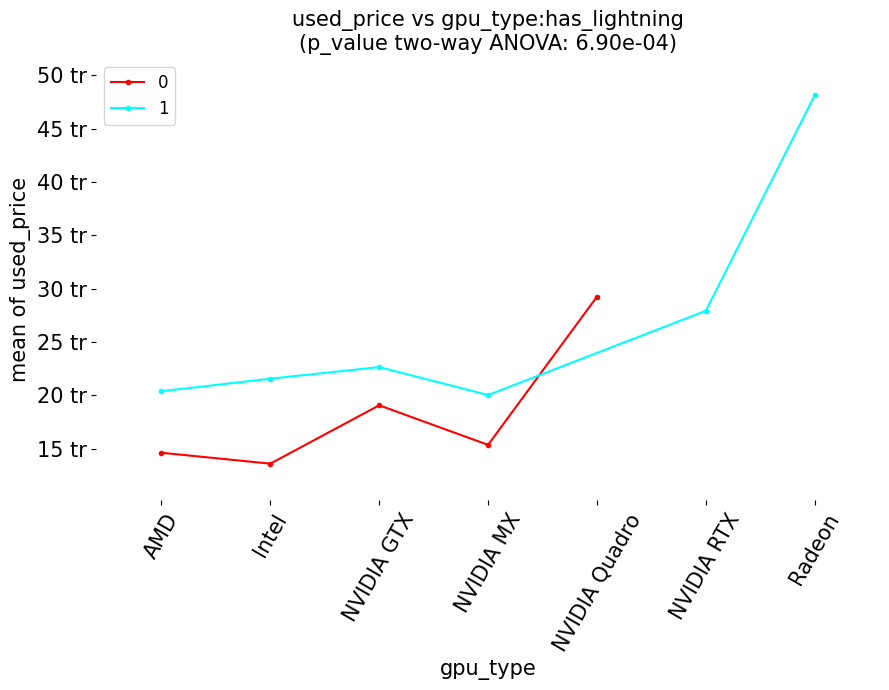 used_price vs gpu_type:has_lightning
(p_value two-way ANOVA: 6.90e-04)
0
1
50 tr
45 tr
40 tr
35 tr
30 tr
25 tr
20 tr
15 tr
mean of used_price
AMD
Intel
NVIDIA GTX
NVIDIA MX
NVIDIA Quadro
NVIDIA RTX
Radeon
gpu_type